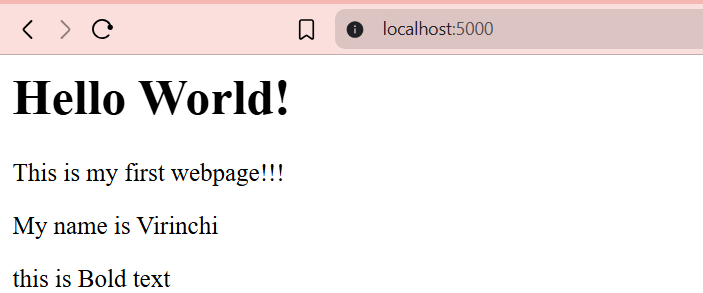 localhost:5000
Hello World!
This is my first webpage!!!
My name is Virinchi
this is Bold text